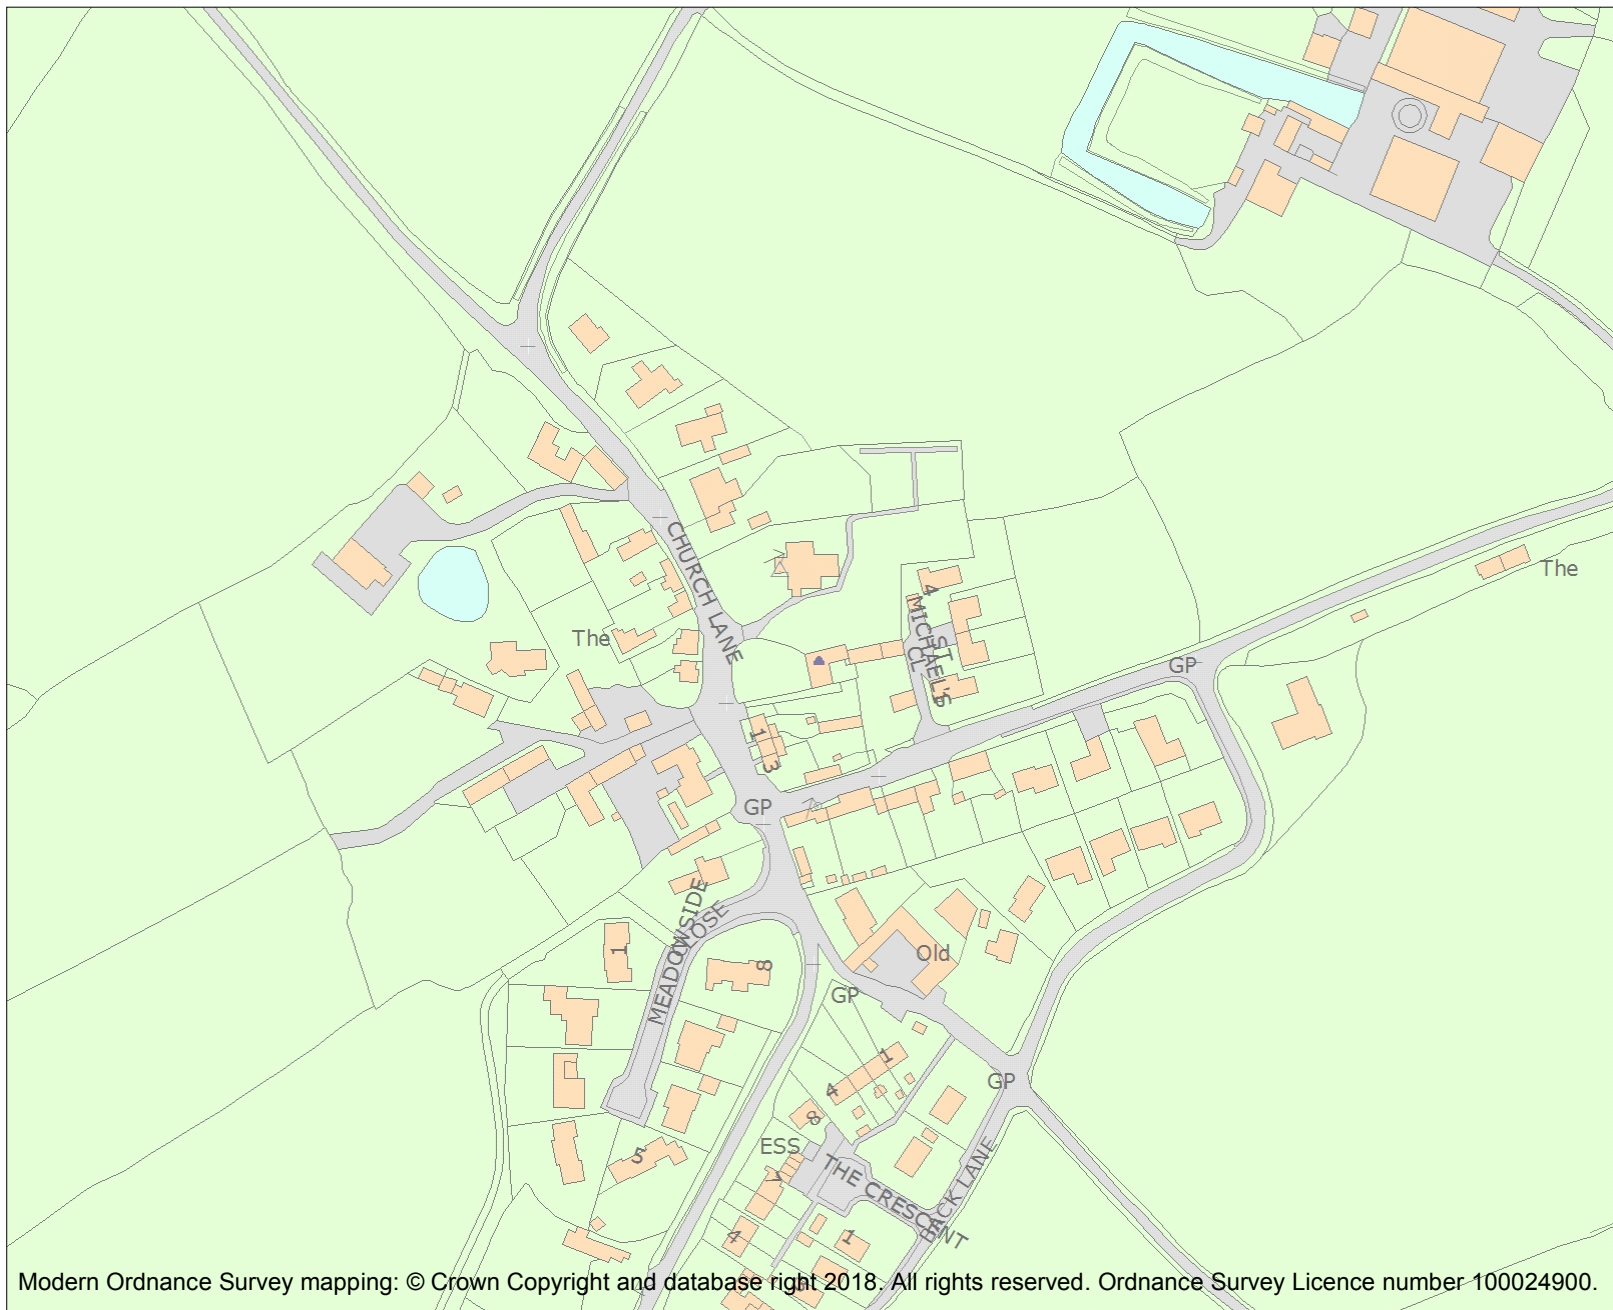 CHURCH LANE
The
The
4
ST
MICHAEL'S
CL
GP
1
3
GP
MEADOWSIDE
CLOSE
1
8
Old
GP
1
4
8
GP
ESS
5
7
THE CRESCENT
BACK LANE
4
1
Modern Ordnance Survey mapping: © Crown Copyright and database right 2018. All rights reserved. Ordnance Survey Licence number 100024900.